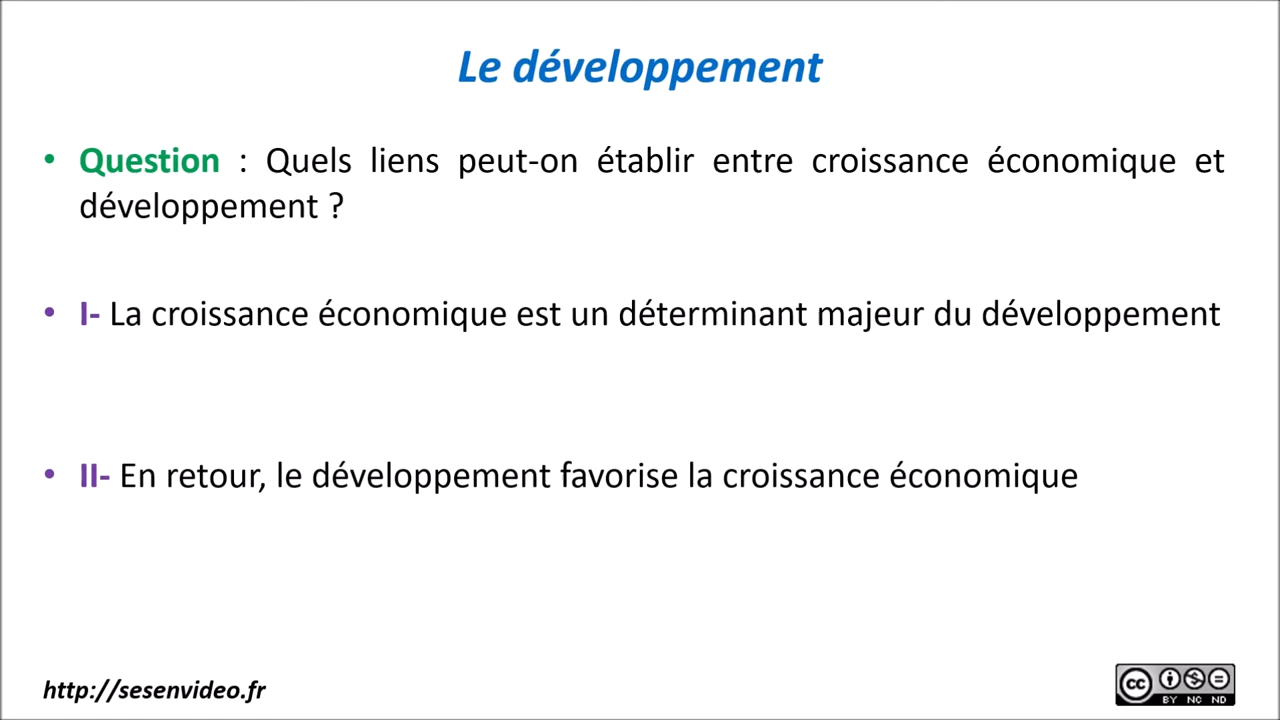 Le développement
• Question : Quels liens peut-on établir entre croissance économique et
développement ?
• I- La croissance économique est un déterminant majeur du développement
• II- En retour, le développement favorise la croissance économique
http://sesenvideo.fr
cc
BY NC ND